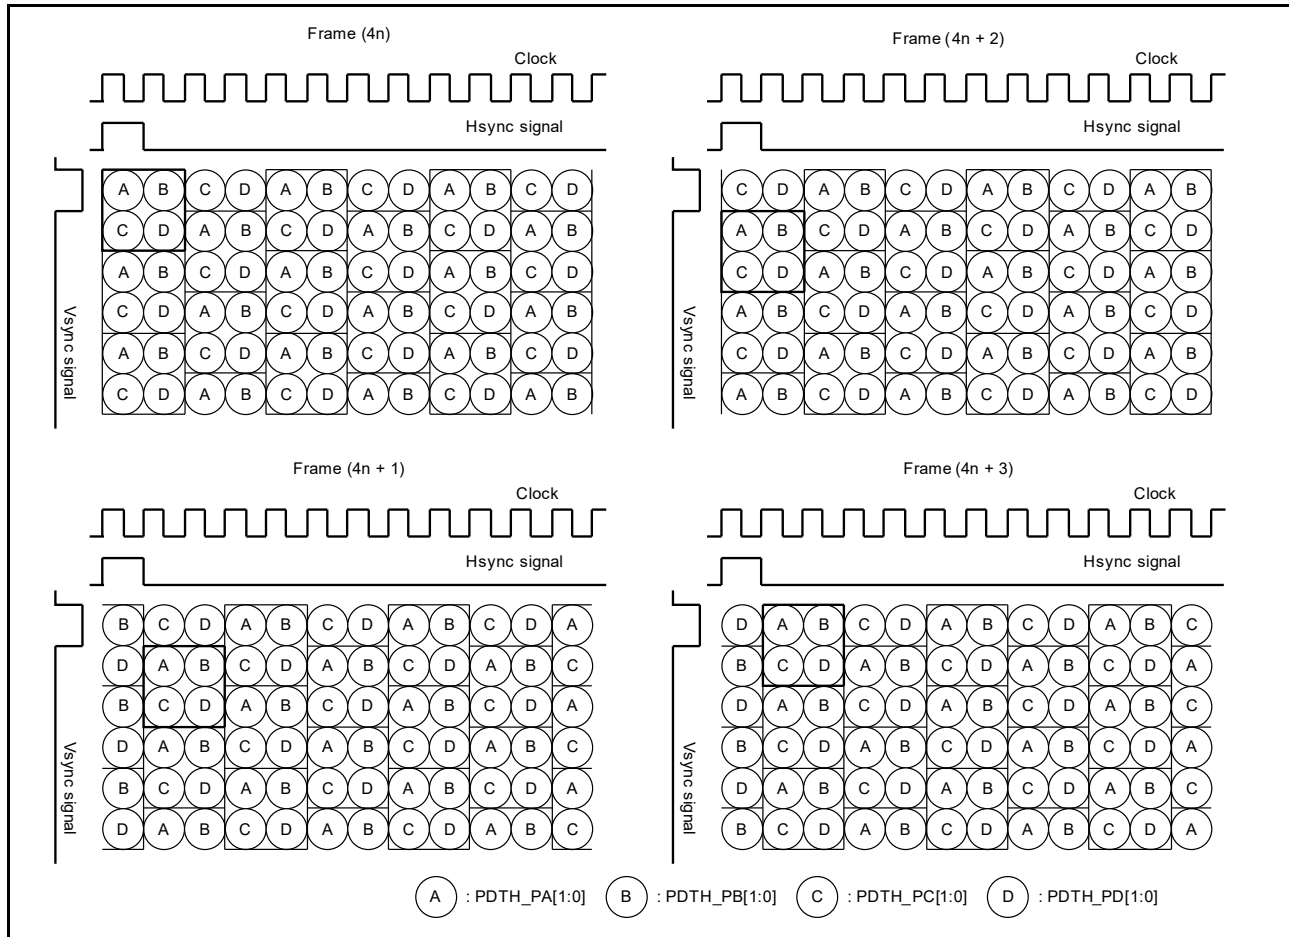 Frame (4n)
Clock
Hsync signal
Vsync signal
A B C D A B C D A B C D
C D A B C D A B C D A B
A B C D A B C D A B C D
C D A B C D A B C D A B
A B C D A B C D A B C D
C D A B C D A B C D A B
Frame (4n + 2)
Clock
Hsync signal
Vsync signal
C D A B C D A B C D A B
A B C D A B C D A B C D
C D A B C D A B C D A B
A B C D A B C D A B C D
C D A B C D A B C D A B
A B C D A B C D A B C D
Frame (4n + 1)
Clock
Hsync signal
Vsync signal
B C D A B C D A B C D A
D A B C D A B C D A B C
B C D A B C D A B C D A
D A B C D A B C D A B C
B C D A B C D A B C D A
D A B C D A B C D A B C
Frame (4n + 3)
Clock
Hsync signal
Vsync signal
D A B C D A B C D A B C
B C D A B C D A B C D A
D A B C D A B C D A B C
B C D A B C D A B C D A
D A B C D A B C D A B C
B C D A B C D A B C D A
A : PDTH_PA[1:0] B : PDTH_PB[1:0] C : PDTH_PC[1:0] D : PDTH_PD[1:0]